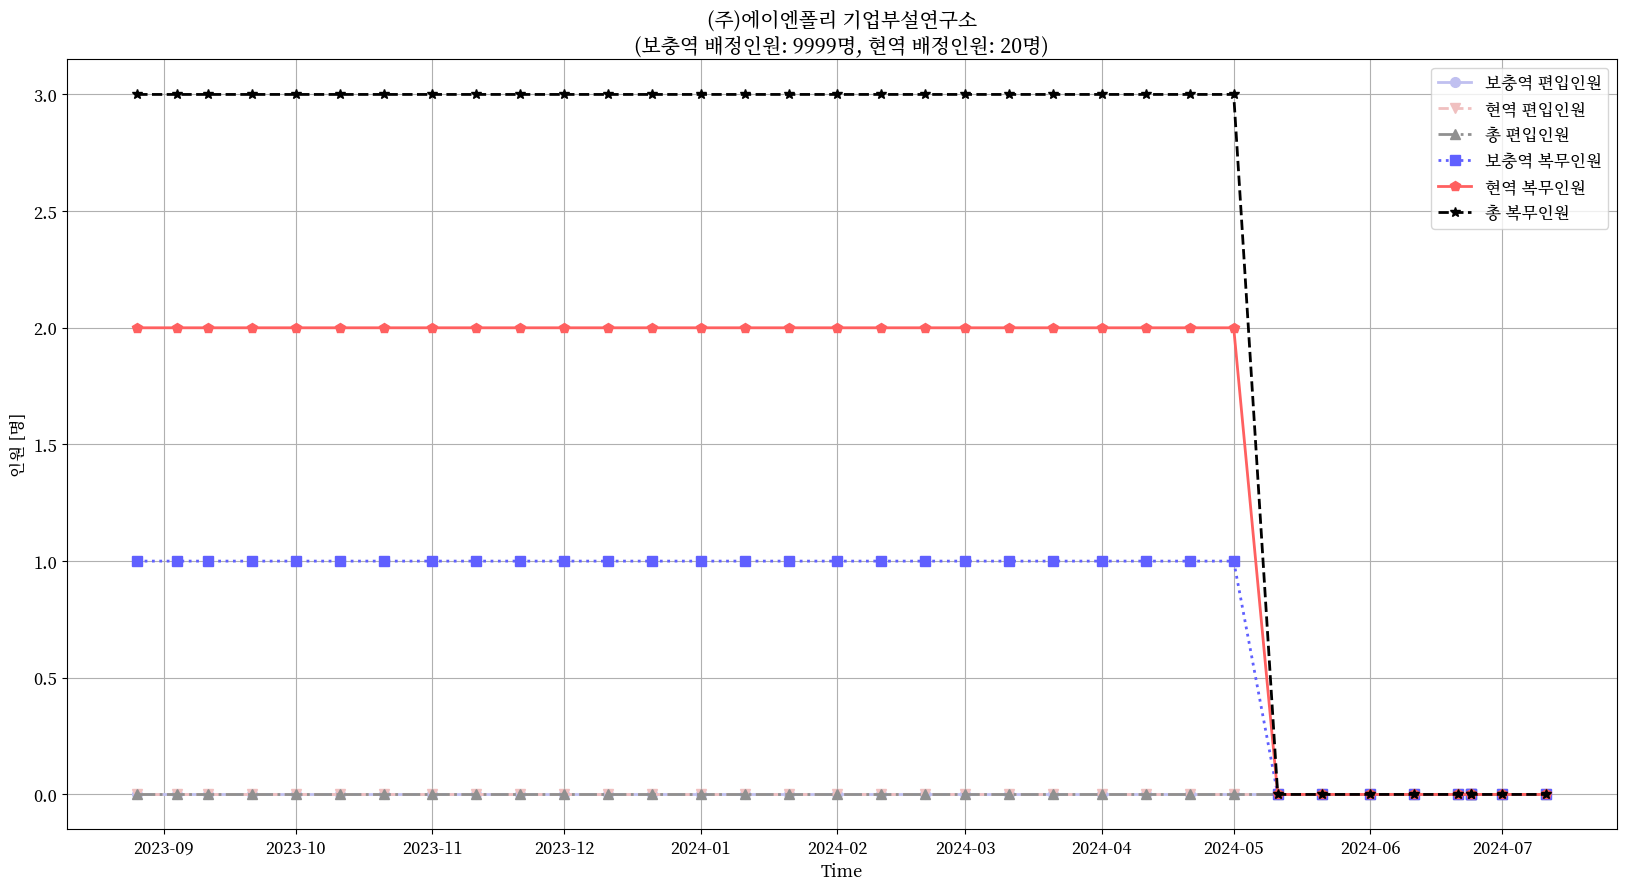 (주)에이엔폴리 기업부설연구소
(보충역 배정인원: 9999명, 현역 배정인원: 20명)
보충역 편입인원
현역 편입인원
총 편입인원
보충역 복무인원
현역 복무인원
총 복무인원
인원 [명]
3.0
2.5
2.0
1.5
1.0
0.5
0.0
2023-09 2023-10 2023-11 2023-12 2024-01 2024-02 2024-03 2024-04 2024-05 2024-06 2024-07
Time